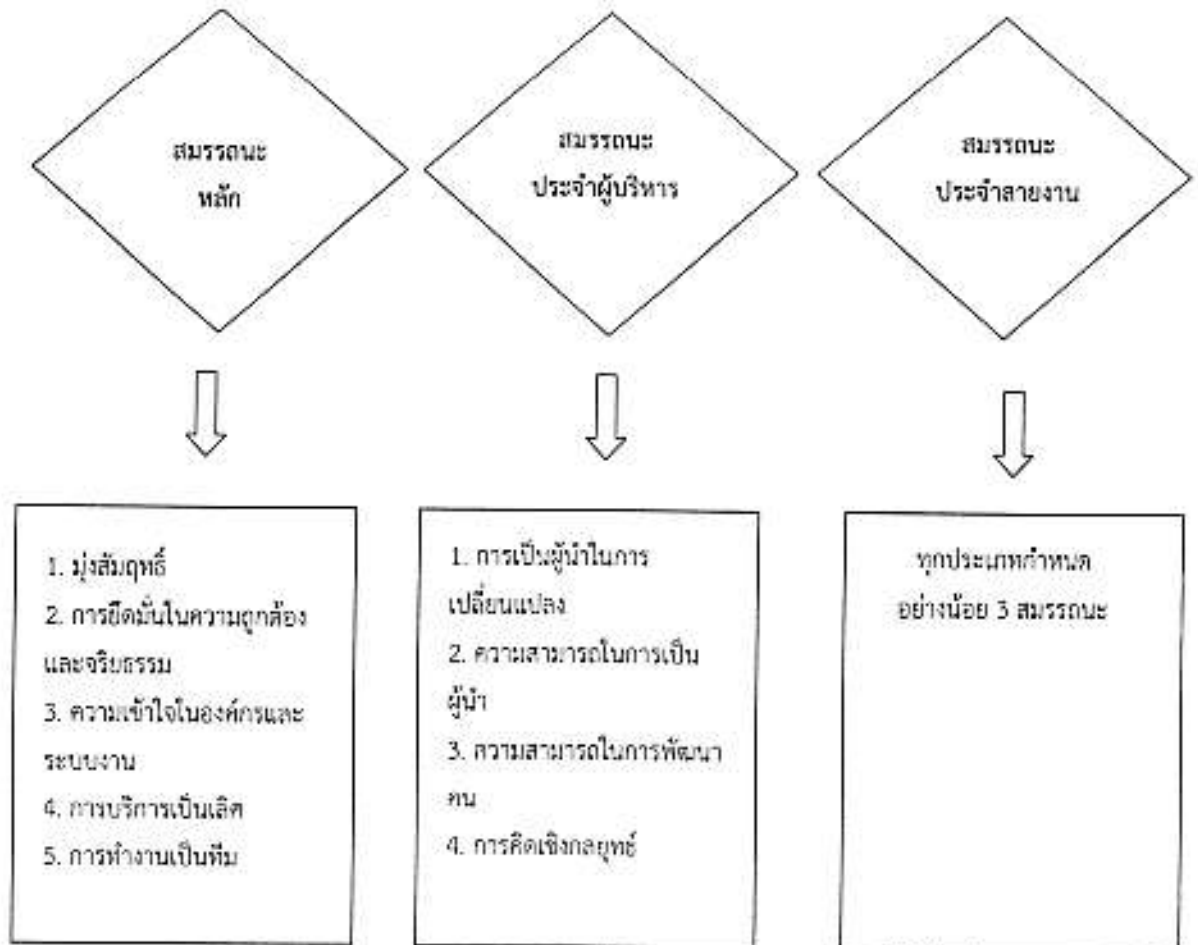 สมรรถนะ
หลัก
สมรรถนะ
ประจำผู้บริหาร
สมรรถนะ
ประจำสายงาน
1. มุ่งสัมฤทธิ์
2. การยึดมั่นในความถูกต้อง
และจริยธรรม
3. ความเข้าใจในองค์กรและ
ระบบงาน
4. การบริการเป็นเลิศ
5. การทำงานเป็นทีม
1. การเป็นผู้นำในการ
เปลี่ยนแปลง
2. ความสามารถในการเป็น
ผู้นำ
3. ความสามารถในการพัฒนา
คน
4. การคิดเชิงกลยุทธ์
ทุกประเภทกำหนด
อย่างน้อย 3 สมรรถนะ